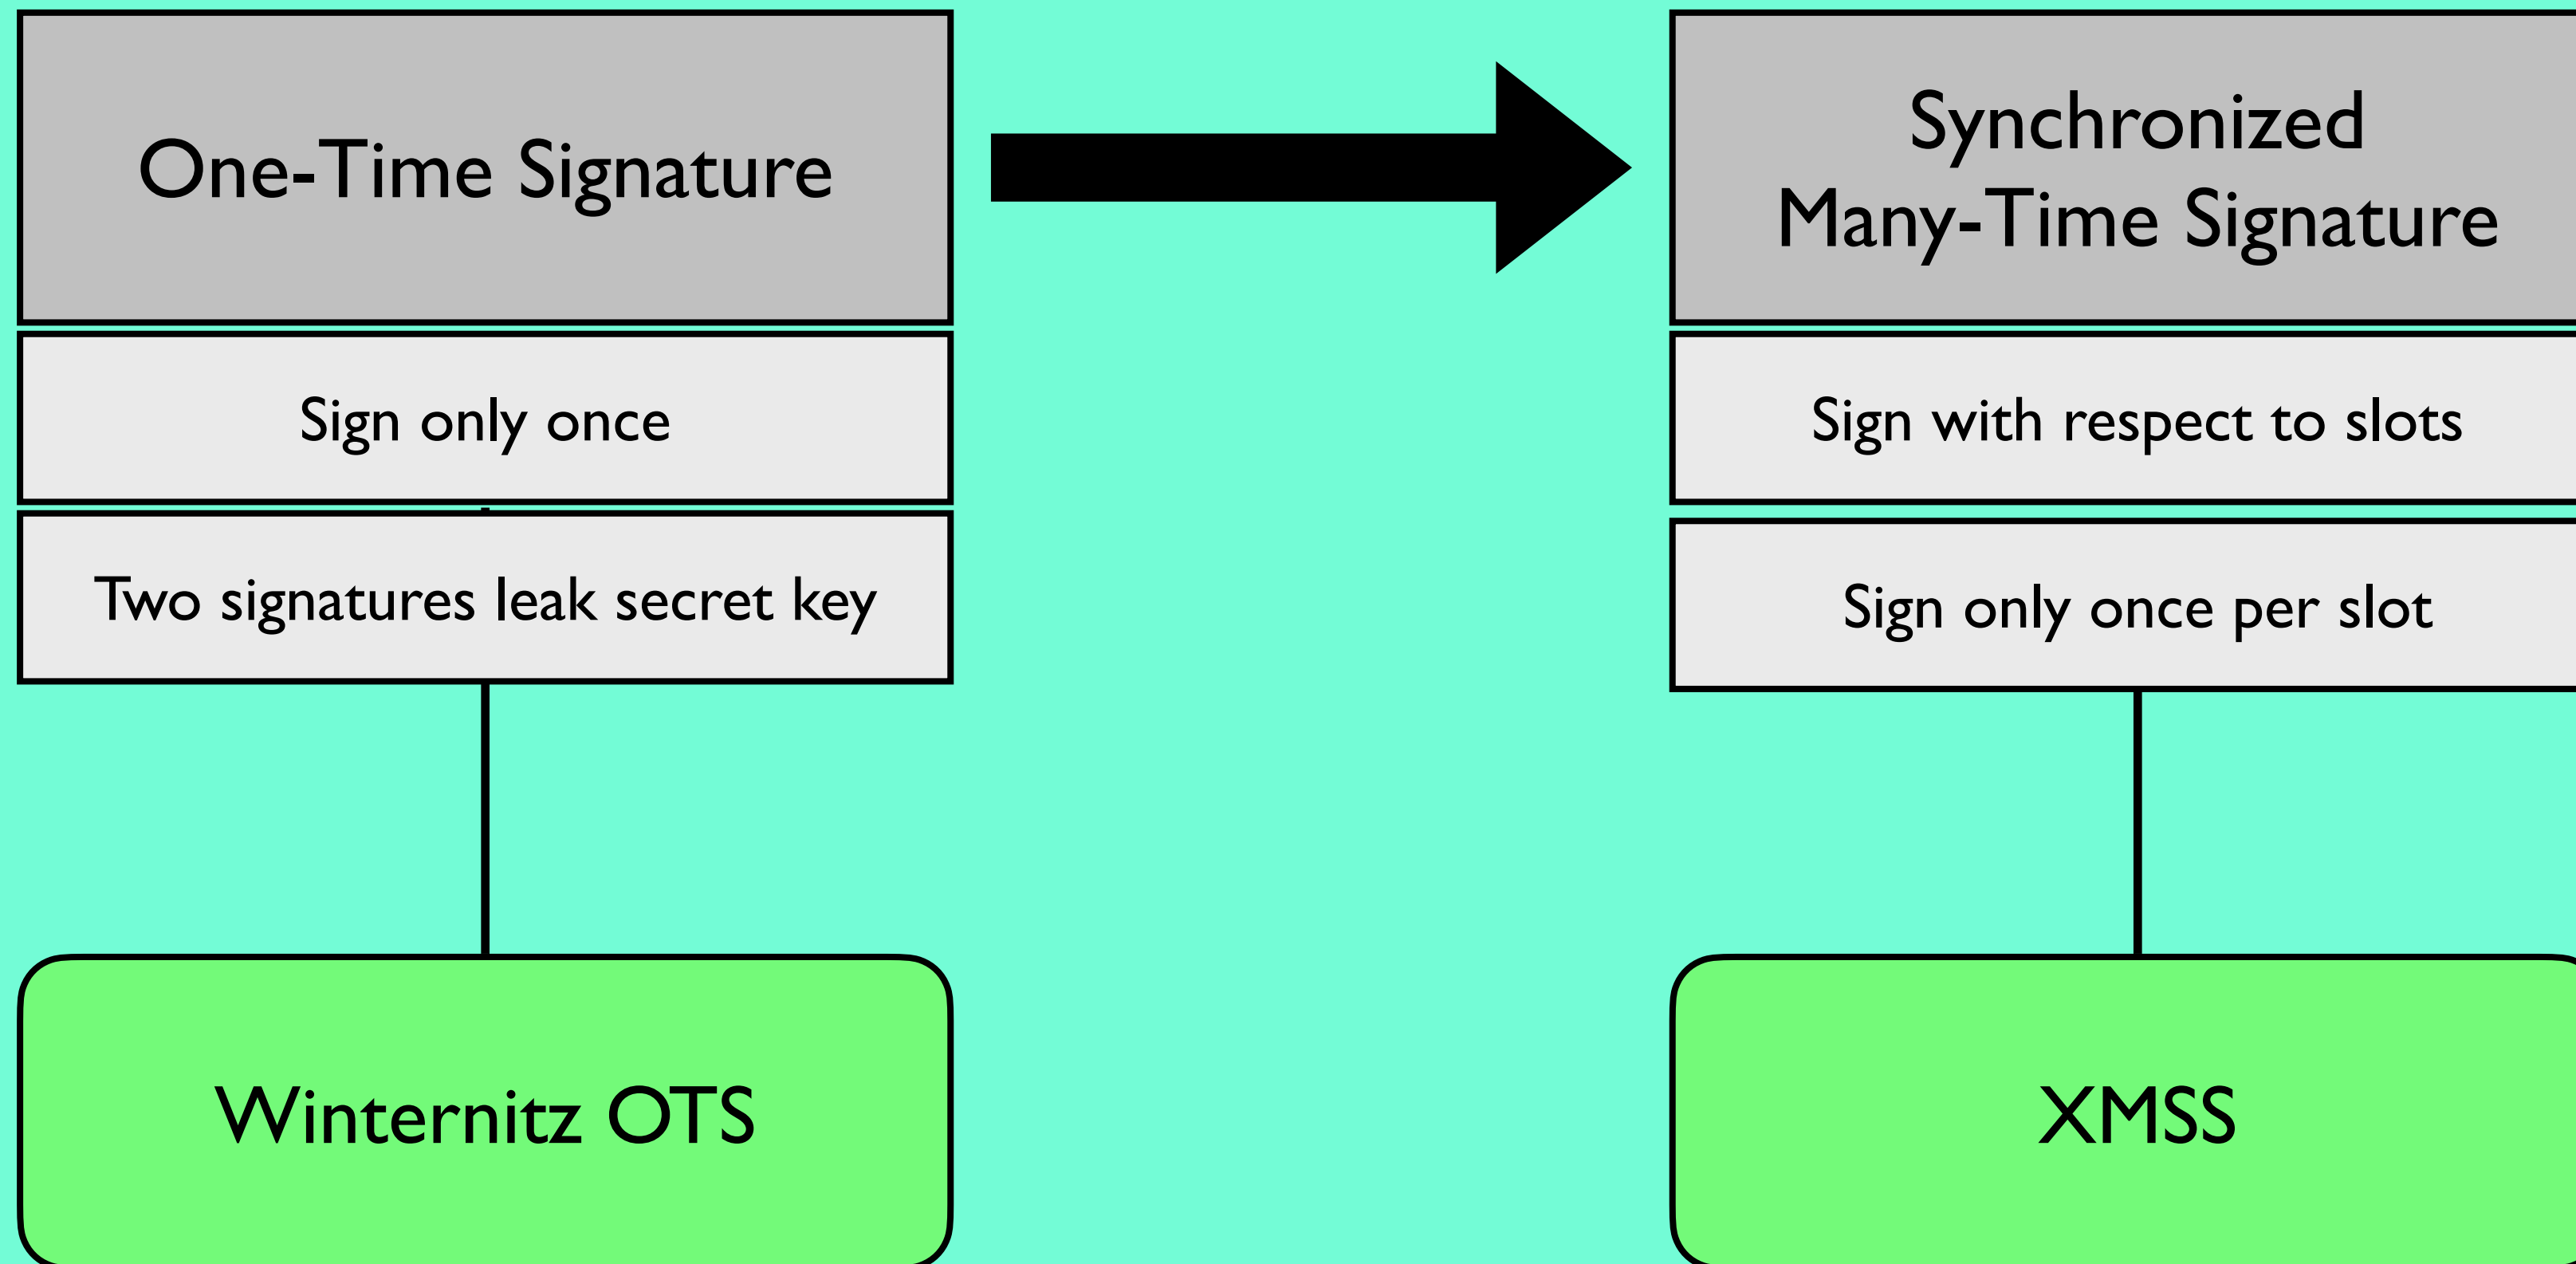 One-Time Signature
Sign only once
Two signatures leak secret key
Winternitz OTS
Synchronized
Many-Time Signature
Sign with respect to slots
Sign only once per slot
XMSS